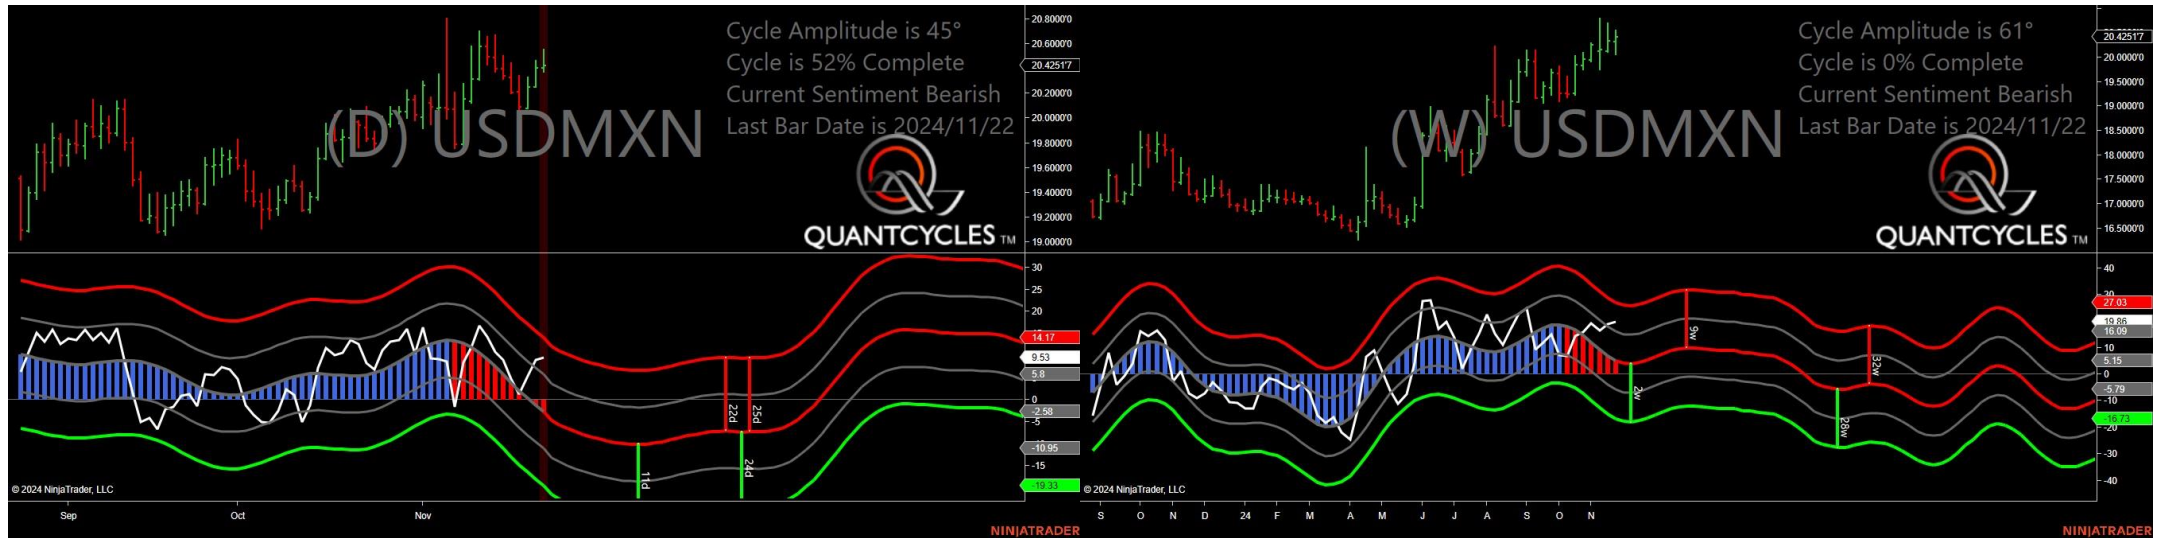 Cycle Amplitude is 45°
Cycle is 52% Complete
Current Sentiment Bearish
Last Bar Date is 2024/11/22
(D) USDMXN
QUANTCYCLES TM
20.8000'0
20.6000'0
20.4251'7
20.2000'0
20.0000'0
19.8000'0
19.6000'0
19.4000'0
19.2000'0
19.0000'0
30
25
20
14.17
9.53
5.8
0
-2.58
-5
-10.95
-15
-19.33
22d
25d
11d
24d
© 2024 NinjaTrader, LLC
Sep Oct Nov
NINJATRADER
Cycle Amplitude is 61°
Cycle is 0% Complete
Current Sentiment Bearish
Last Bar Date is 2024/11/22
(W) USDMXN
QUANTCYCLES TM
20.4251'7
20.0000'0
19.5000'0
19.0000'0
18.5000'0
18.0000'0
17.5000'0
17.0000'0
16.5000'0
40
27.03
19.86
16.09
10
5.15
0
-5.79
-10
-16.73
-20
-30
-40
9w
32w
2w
28w
© 2024 NinjaTrader, LLC
S O N D 24 F M A M J J A S O N
NINJATRADER